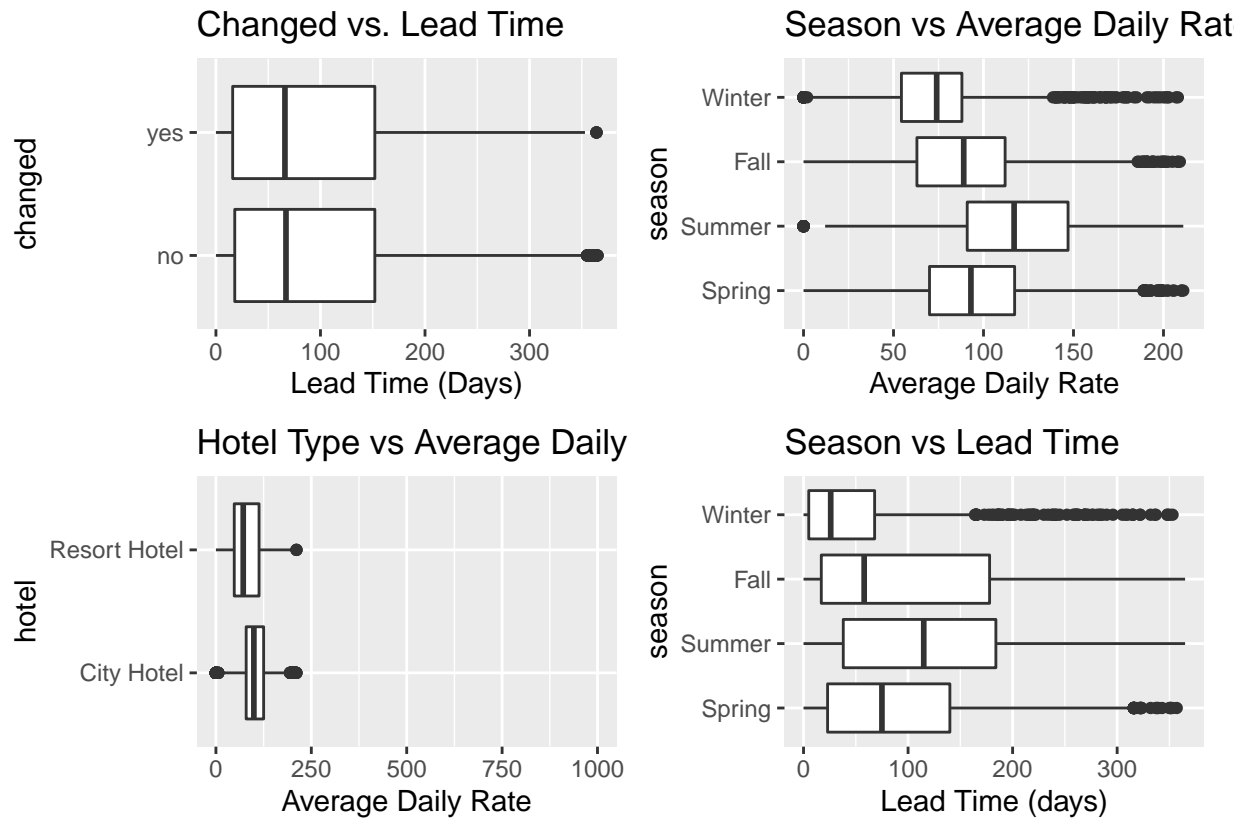 Changed vs. Lead Time
changed
yes
no
0 100 200 300
Lead Time (Days)
Season vs Average Daily Rate
season
Winter
Fall
Summer
Spring
0 50 100 150 200
Average Daily Rate
Hotel Type vs Average Daily
hotel
Resort Hotel
City Hotel
0 250 500 750 1000
Average Daily Rate
Season vs Lead Time
season
Winter
Fall
Summer
Spring
0 100 200 300
Lead Time (days)